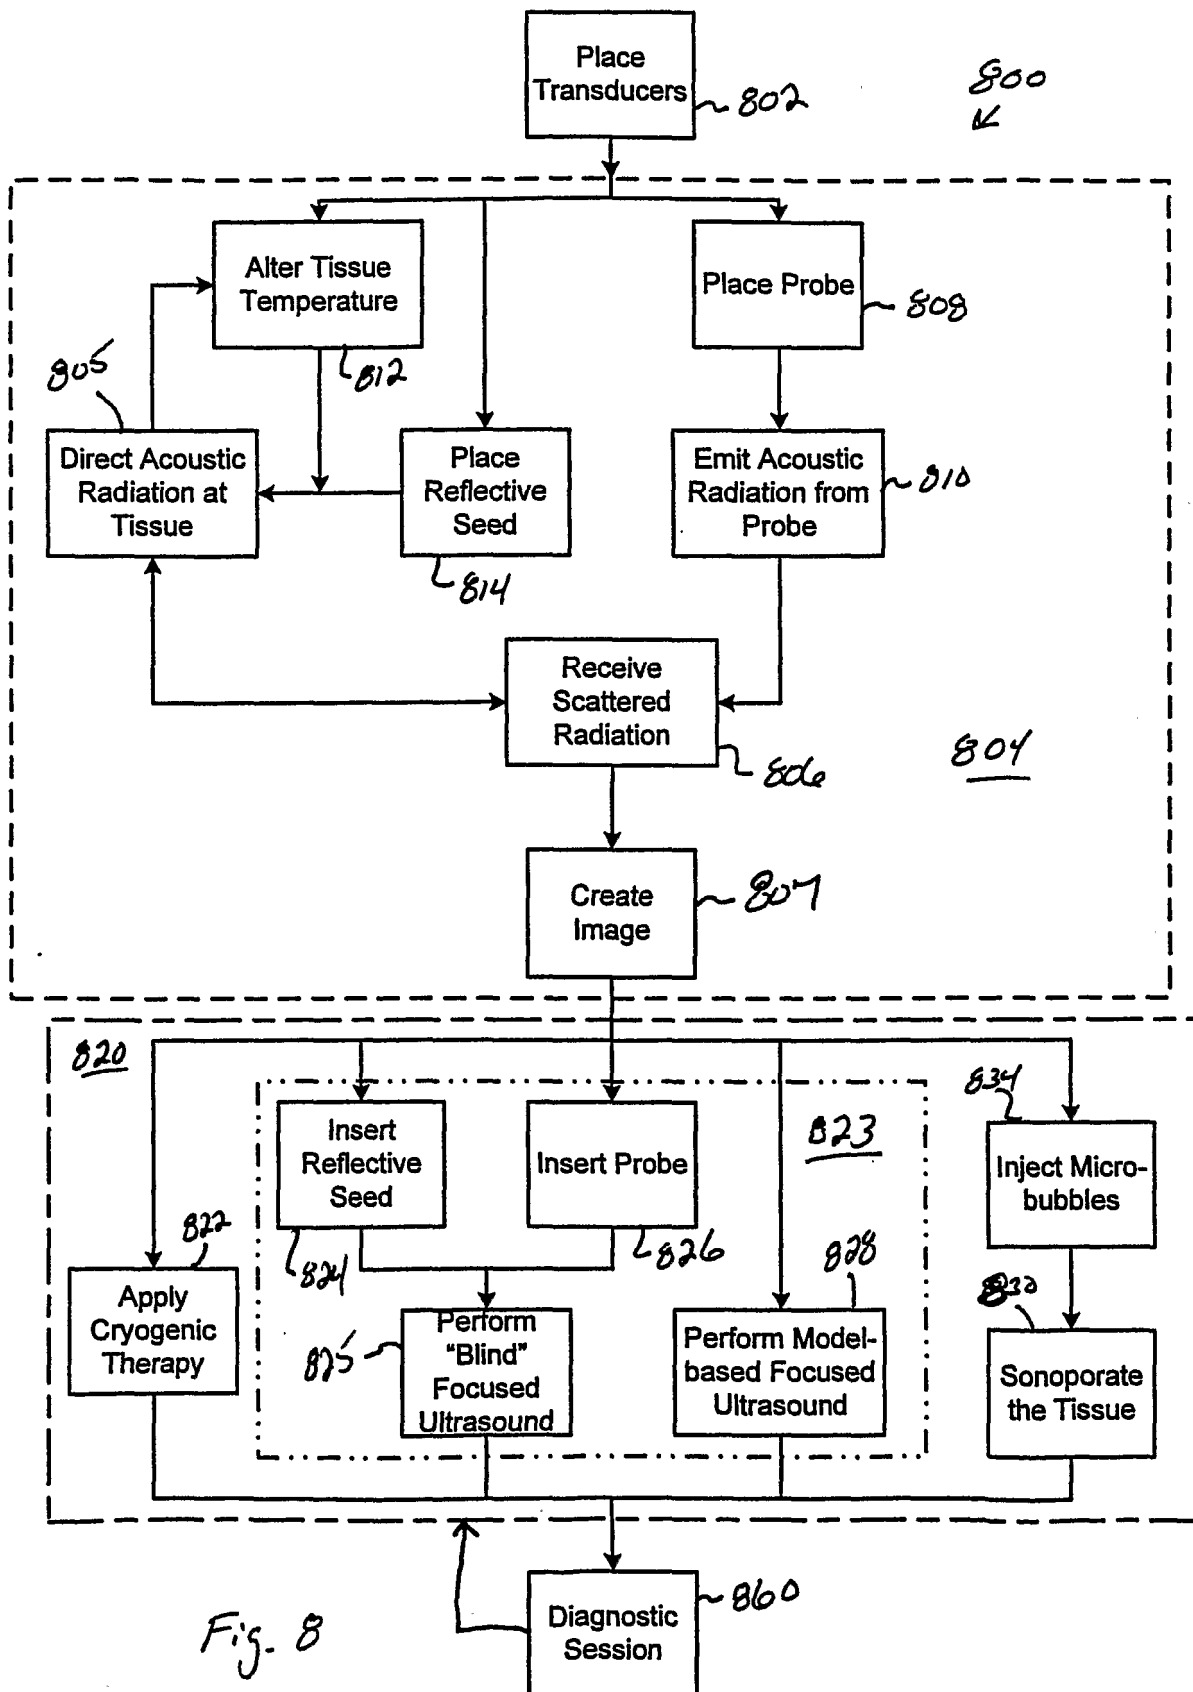 Place
Transducers
802
800
Alter Tissue
Temperature
812
Place Probe
808
805
Direct Acoustic
Radiation at
Tissue
Place
Reflective
Seed
814
Emit Acoustic
Radiation from
Probe
810
Receive
Scattered
Radiation
806
804
Create
Image
807
820
Insert
Reflective
Seed
824
Insert Probe
826
823
834
Inject Micro-
bubbles
822
Apply
Cryogenic
Therapy
825
Perform
"Blind"
Focused
Ultrasound
828
Perform Model-
based Focused
Ultrasound
830
Sonoporate
the Tissue
Diagnostic
Session
860
Fig. 8